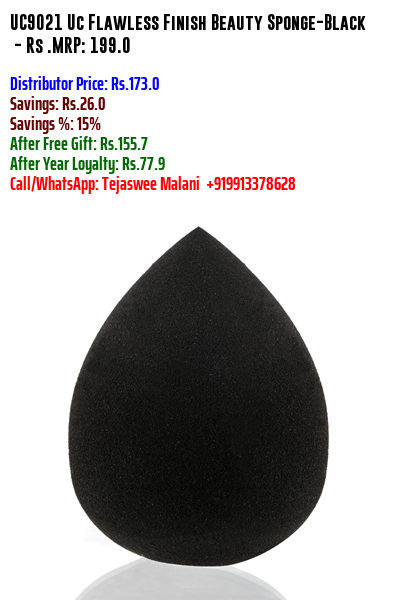 UC9021 Uc Flawless Finish Beauty Sponge-Black
- Rs .MRP: 199.0
Distributor Price: Rs.173.0
Savings: Rs.26.0
Savings %: 15%
After Free Gift: Rs.155.7
After Year Loyalty: Rs.77.9
Call/WhatsApp: Tejaswee Malani +919913378628